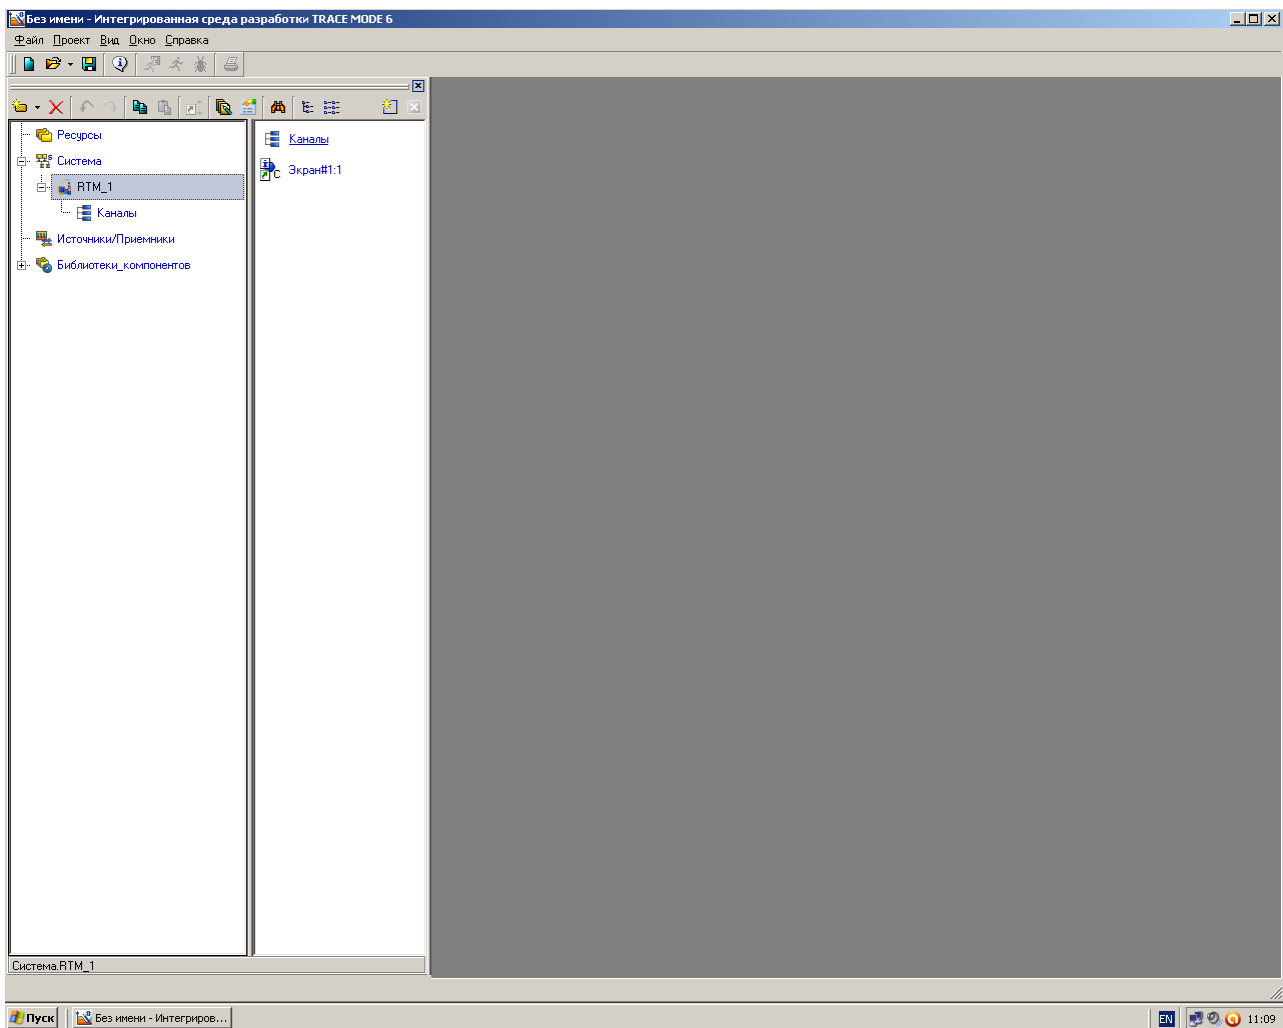 Без имени - Интегрированная среда разработки TRACE MODE 6
Файл Проект Вид Окно Справка
Ресурсы
Система
RTM_1
Каналы
Источники/Приемники
Библиотеки_компонентов
Каналы
Экран#1:1
C
Система.RTM_1
Пуск
Без имени - Интегриров...
EN
11:09